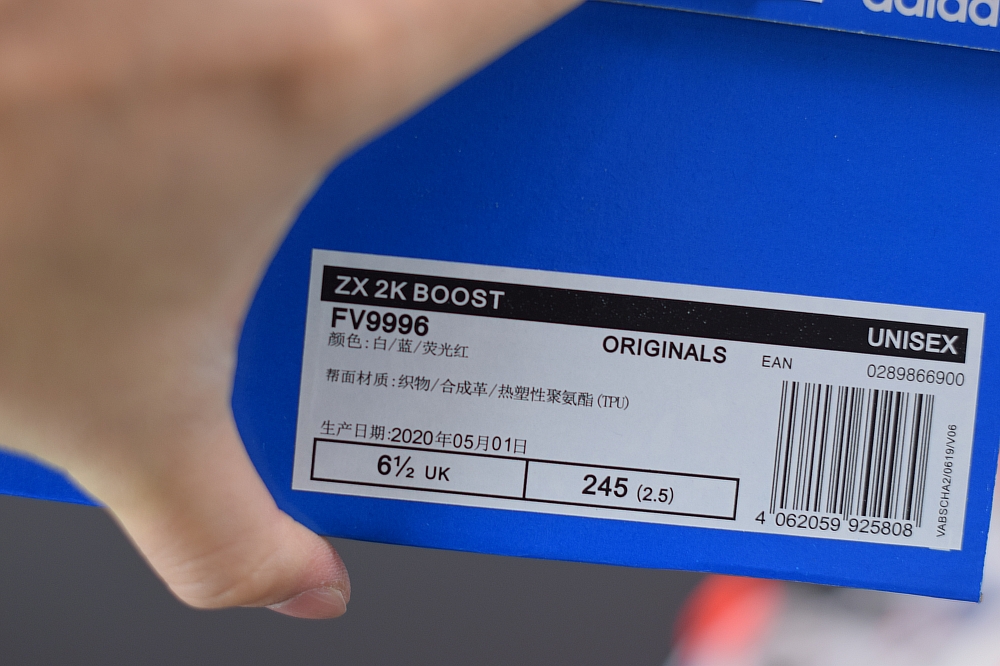 adidas
ZX 2K BOOST
UNISEX
FV9996
ORIGINALS
EAN
0289866900
颜色:白/蓝/荧光红
帮面材质:织物/合成革/热塑性聚氨酯(TPU)
生产日期:2020年05月01日
6½ UK
245 (2.5)
4 062059 925808
VABSCHA2/0619/V06